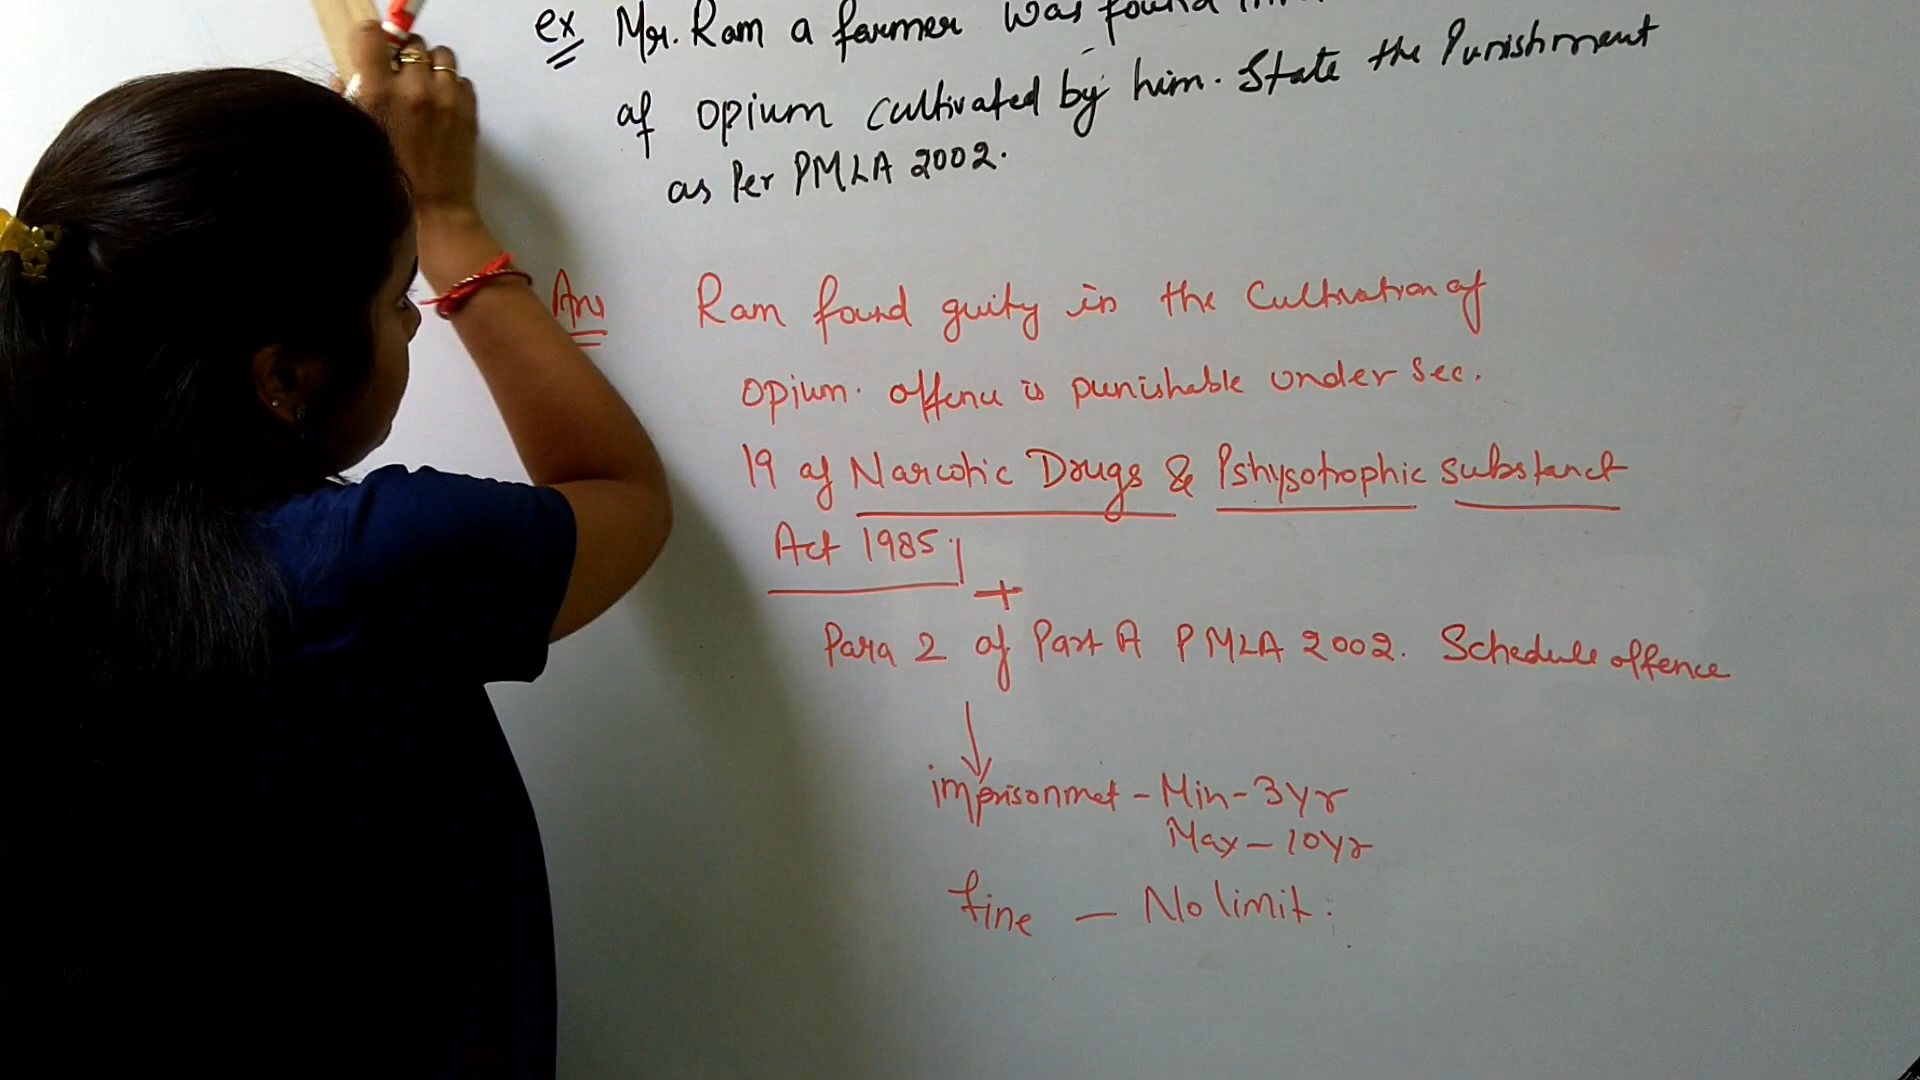 ex Mr. Ram a farmer was found
of opium cultivated by him. State the Punishment
as Per PMLA 2002.
Ans Ram found guity in the Cultivation of
opium. offence is punishable under Sec.
19 of Narcotic Drugs & Pshysotrophic substance
Act 1985.
+
Para 2 of Part A PMLA 2002. Schedule offence
imprisonmet - Min - 3 yr
Max - 10 yr
fine - No limit.